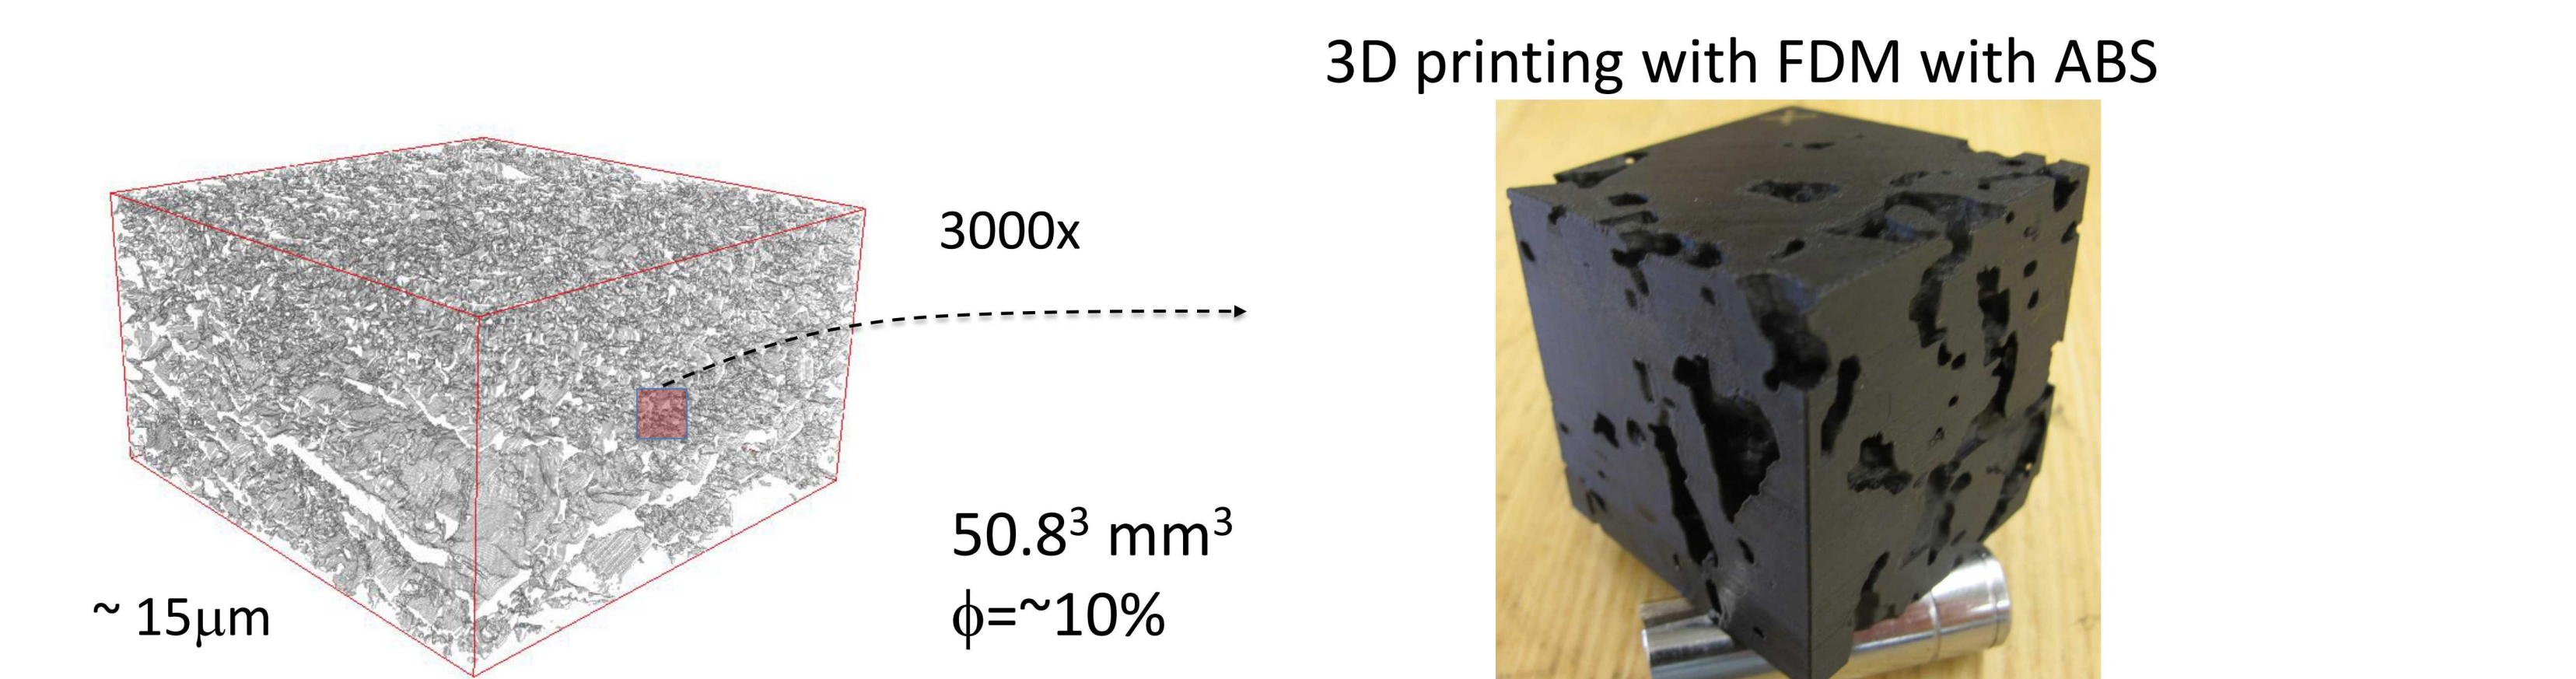 3D printing with FDM with ABS
3000x
50.8³ mm³
ϕ=~10%
~ 15μm